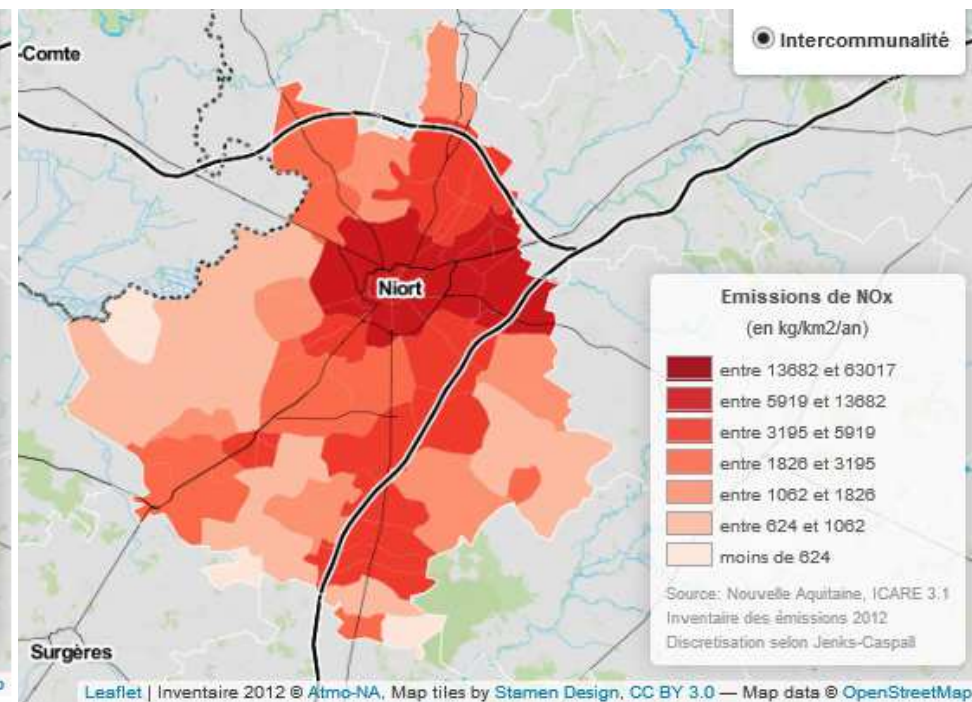 -Comte
Intercommunalité
Niort
Emissions de NOx
(en kg/km2/an)
entre 13682 et 63017
entre 5919 et 13682
entre 3195 et 5919
entre 1826 et 3195
entre 1062 et 1826
entre 624 et 1062
moins de 624
Source: Nouvelle Aquitaine, ICARE 3.1
Inventaire des émissions 2012
Discretisation selon Jenks-Caspall
Surgères
Leaflet | Inventaire 2012 © Atmo-NA, Map tiles by Stamen Design, CC BY 3.0 — Map data © OpenStreetMap